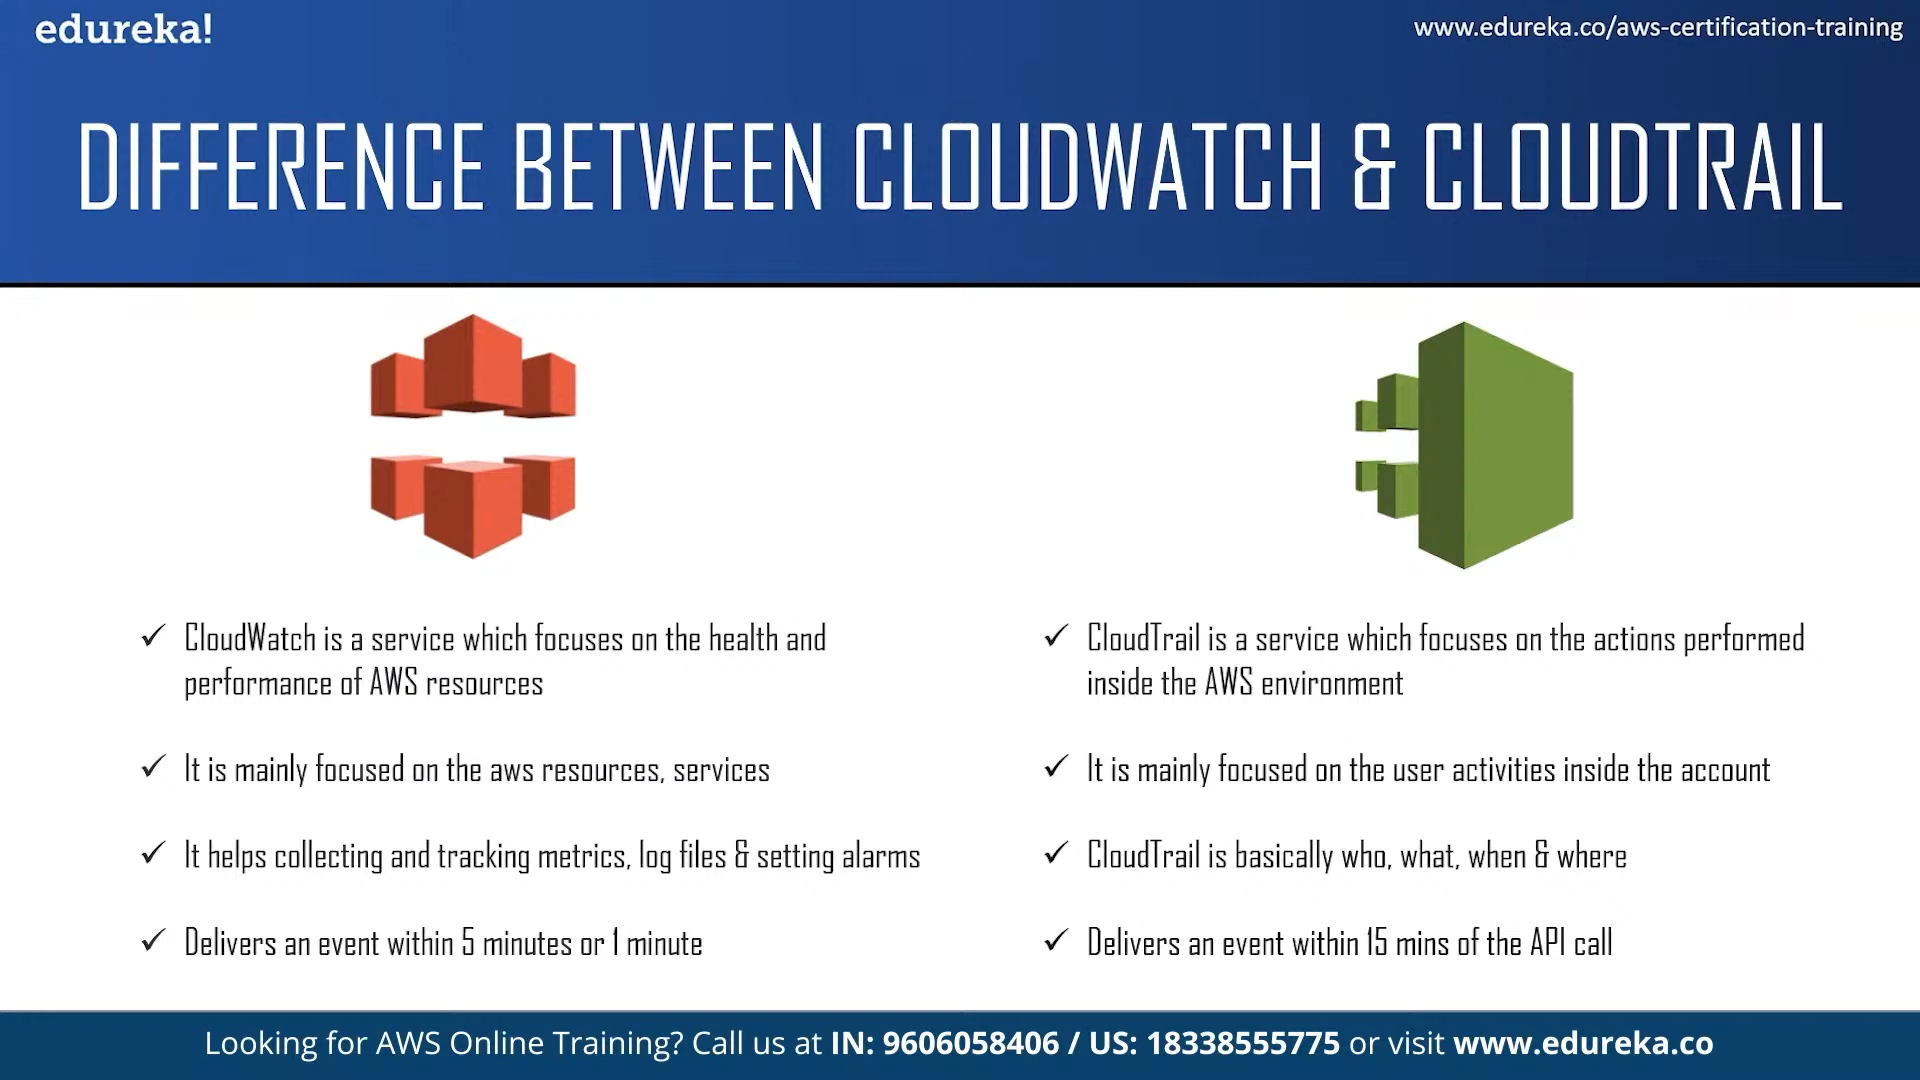 edureka!
www.edureka.co/aws-certification-training
DIFFERENCE BETWEEN CLOUDWATCH & CLOUDTRAIL
✓ CloudWatch is a service which focuses on the health and
performance of AWS resources
✓ It is mainly focused on the aws resources, services
✓ It helps collecting and tracking metrics, log files & setting alarms
✓ Delivers an event within 5 minutes or 1 minute
✓ CloudTrail is a service which focuses on the actions performed
inside the AWS environment
✓ It is mainly focused on the user activities inside the account
✓ CloudTrail is basically who, what, when & where
✓ Delivers an event within 15 mins of the API call
Looking for AWS Online Training? Call us at IN: 9606058406 / US: 18338555775 or visit www.edureka.co